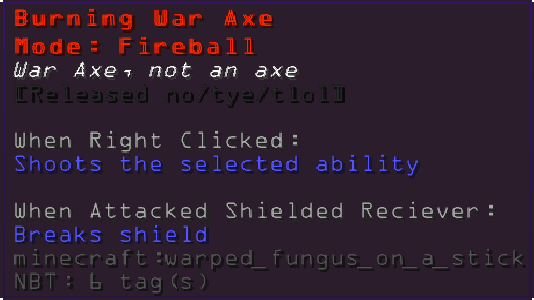 Burning War Axe
Mode: Fireball
War Axe, not an axe
[Released no/tye/tlol]
When Right Clicked:
Shoots the selected ability
When Attacked Shielded Reciever:
Breaks shield
minecraft:warped_fungus_on_a_stick
NBT: 6 tag(s)